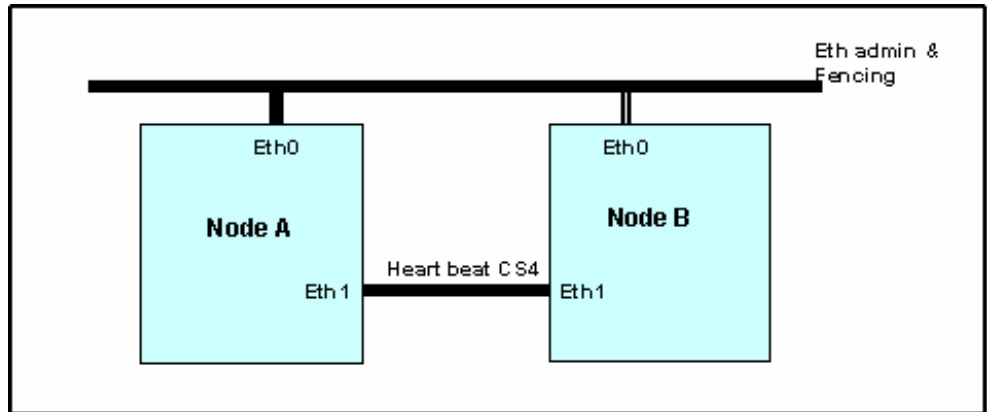 Eth admin &
Fencing
Eth0
Eth0
Node A
Node B
Heart beat CS4
Eth1
Eth1